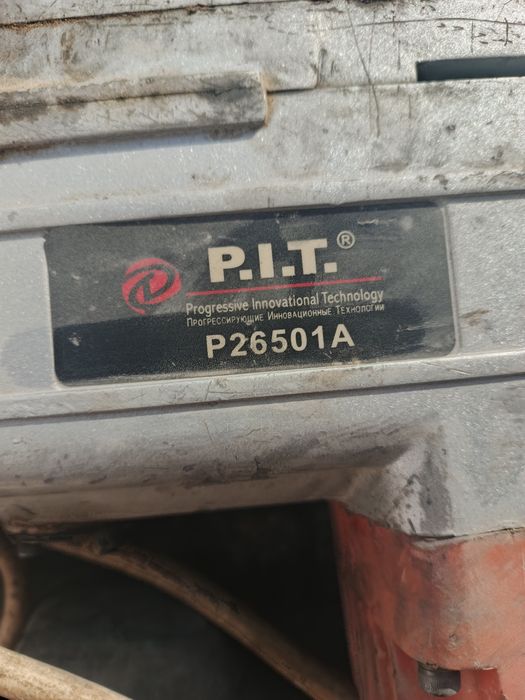 P.I.T.®
Progressive Innovational Technology
Прогрессирующие Инновационные Технологии
P26501A